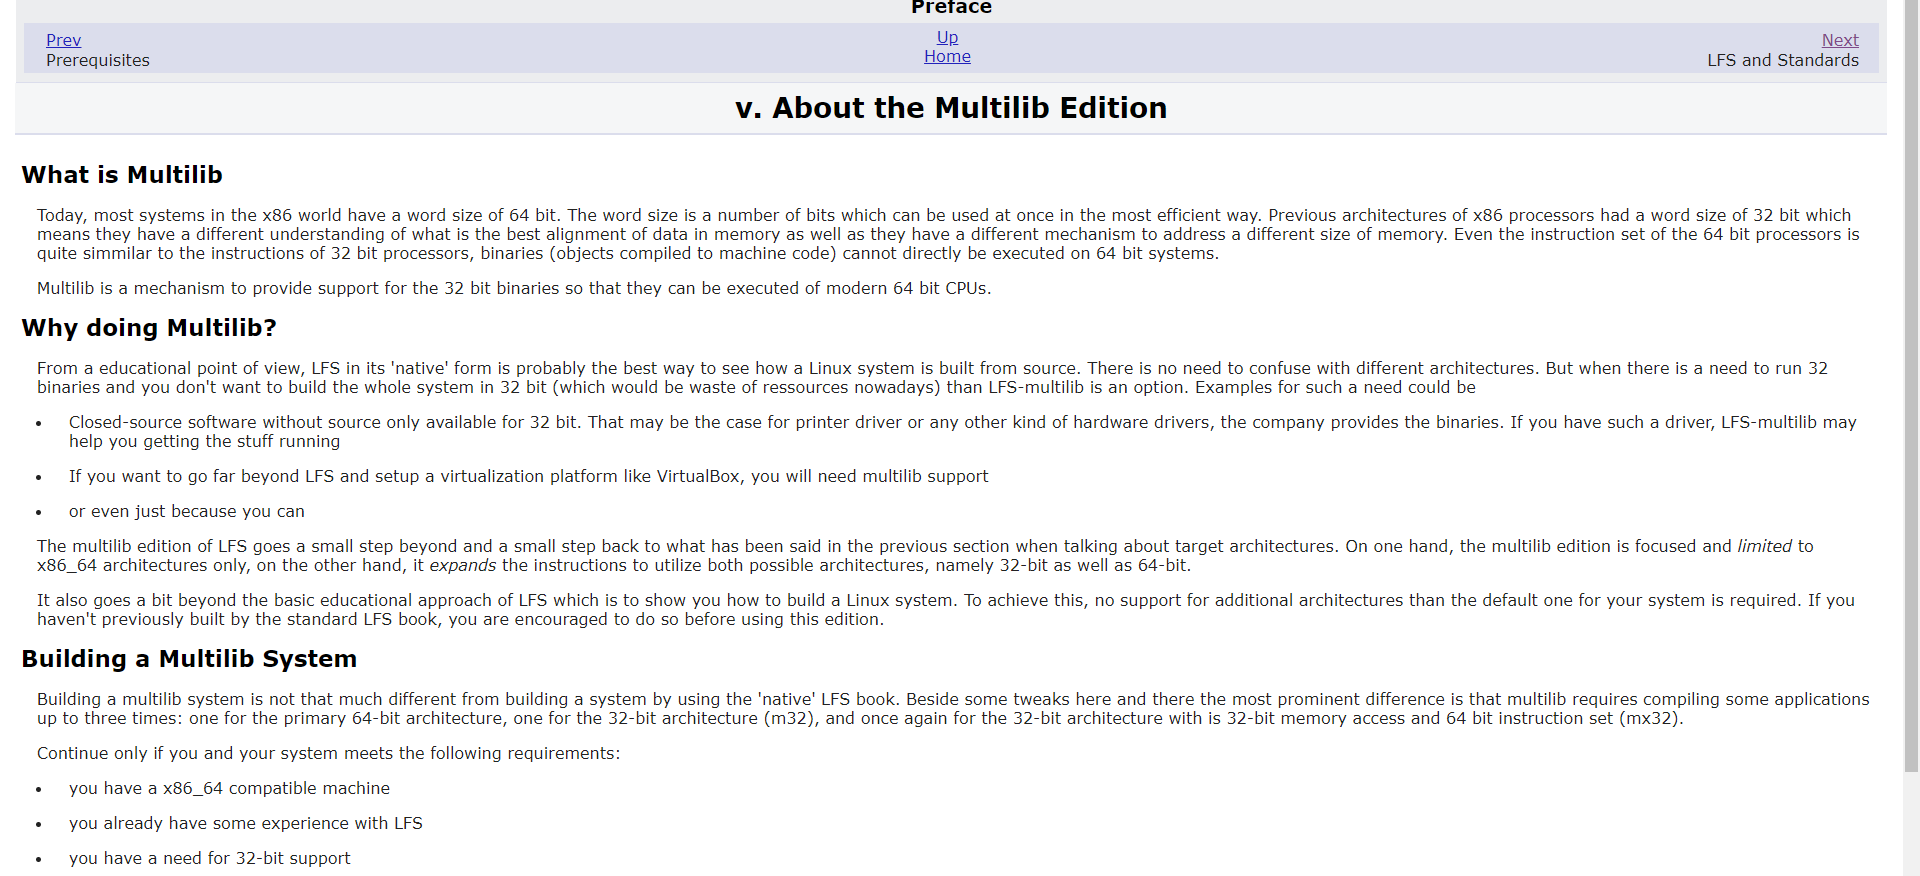 Preface
Prev
Up
Next
Prerequisites
Home
LFS and Standards
v. About the Multilib Edition
What is Multilib
Today, most systems in the x86 world have a word size of 64 bit. The word size is a number of bits which can be used at once in the most efficient way. Previous architectures of x86 processors had a word size of 32 bit which
means they have a different understanding of what is the best alignment of data in memory as well as they have a different mechanism to address a different size of memory. Even the instruction set of the 64 bit processors is
quite simmilar to the instructions of 32 bit processors, binaries (objects compiled to machine code) cannot directly be executed on 64 bit systems.
Multilib is a mechanism to provide support for the 32 bit binaries so that they can be executed of modern 64 bit CPUs.
Why doing Multilib?
From a educational point of view, LFS in its 'native' form is probably the best way to see how a Linux system is built from source. There is no need to confuse with different architectures. But when there is a need to run 32
binaries and you don't want to build the whole system in 32 bit (which would be waste of ressources nowadays) than LFS-multilib is an option. Examples for such a need could be
• Closed-source software without source only available for 32 bit. That may be the case for printer driver or any other kind of hardware drivers, the company provides the binaries. If you have such a driver, LFS-multilib may
help you getting the stuff running
• If you want to go far beyond LFS and setup a virtualization platform like VirtualBox, you will need multilib support
• or even just because you can
The multilib edition of LFS goes a small step beyond and a small step back to what has been said in the previous section when talking about target architectures. On one hand, the multilib edition is focused and limited to
x86_64 architectures only, on the other hand, it expands the instructions to utilize both possible architectures, namely 32-bit as well as 64-bit.
It also goes a bit beyond the basic educational approach of LFS which is to show you how to build a Linux system. To achieve this, no support for additional architectures than the default one for your system is required. If you
haven't previously built by the standard LFS book, you are encouraged to do so before using this edition.
Building a Multilib System
Building a multilib system is not that much different from building a system by using the 'native' LFS book. Beside some tweaks here and there the most prominent difference is that multilib requires compiling some applications
up to three times: one for the primary 64-bit architecture, one for the 32-bit architecture (m32), and once again for the 32-bit architecture with is 32-bit memory access and 64 bit instruction set (mx32).
Continue only if you and your system meets the following requirements:
• you have a x86_64 compatible machine
• you already have some experience with LFS
• you have a need for 32-bit support